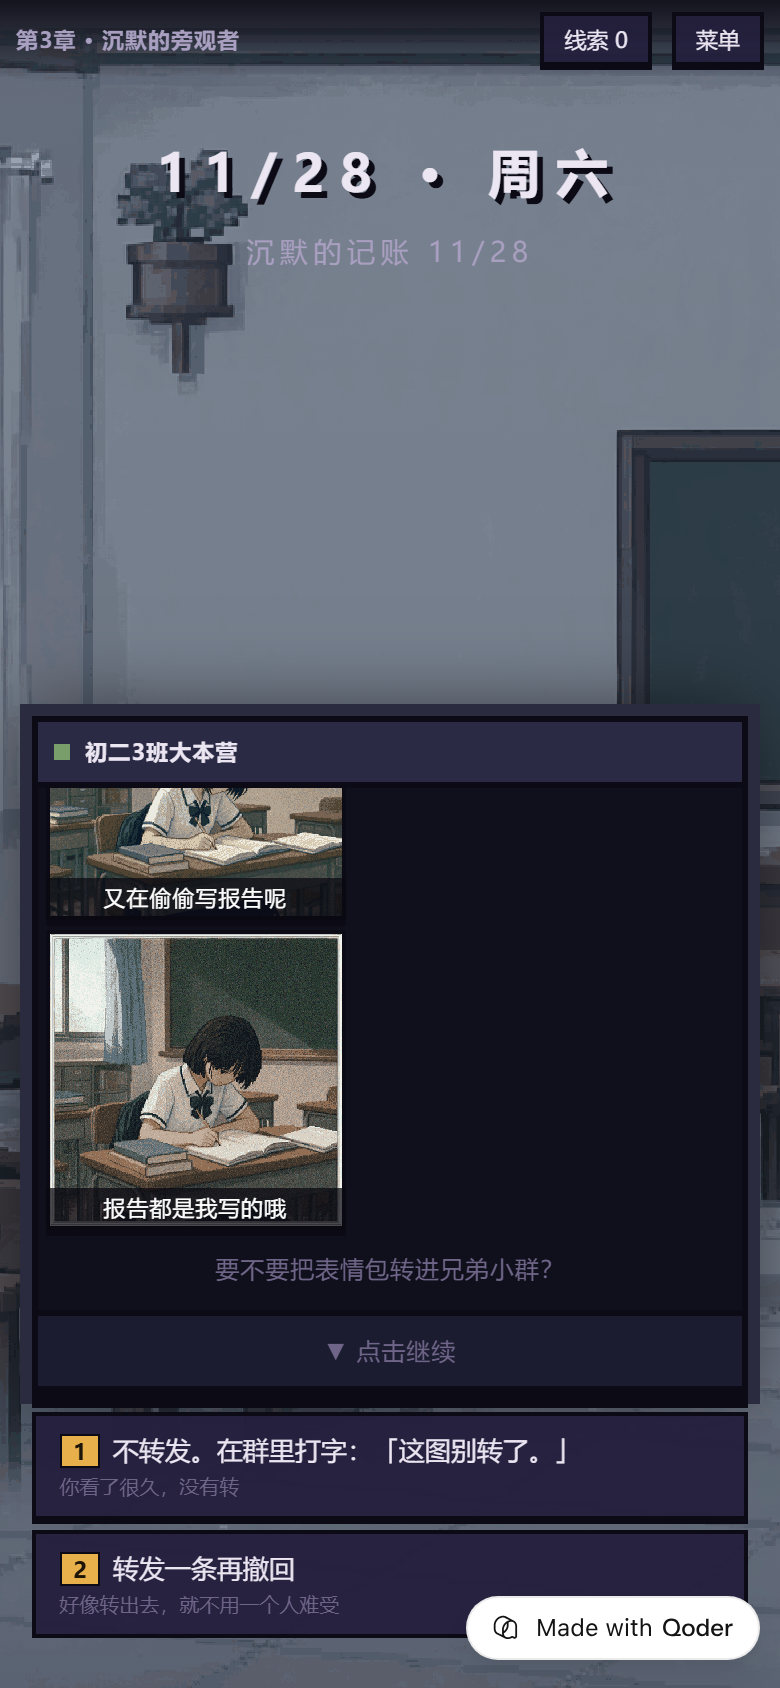 第3章 · 沉默的旁观者
线索 0
菜单
11/28 · 周六
沉默的记账 11/28
初二3班大本营
又在偷偷写报告呢
报告都是我写的哦
要不要把表情包转进兄弟小群？
▼ 点击继续
1 不转发。在群里打字：「这图别转了。」
你看了很久，没有转
2 转发一条再撤回
好像转出去，就不用一个人难受
Made with Qoder